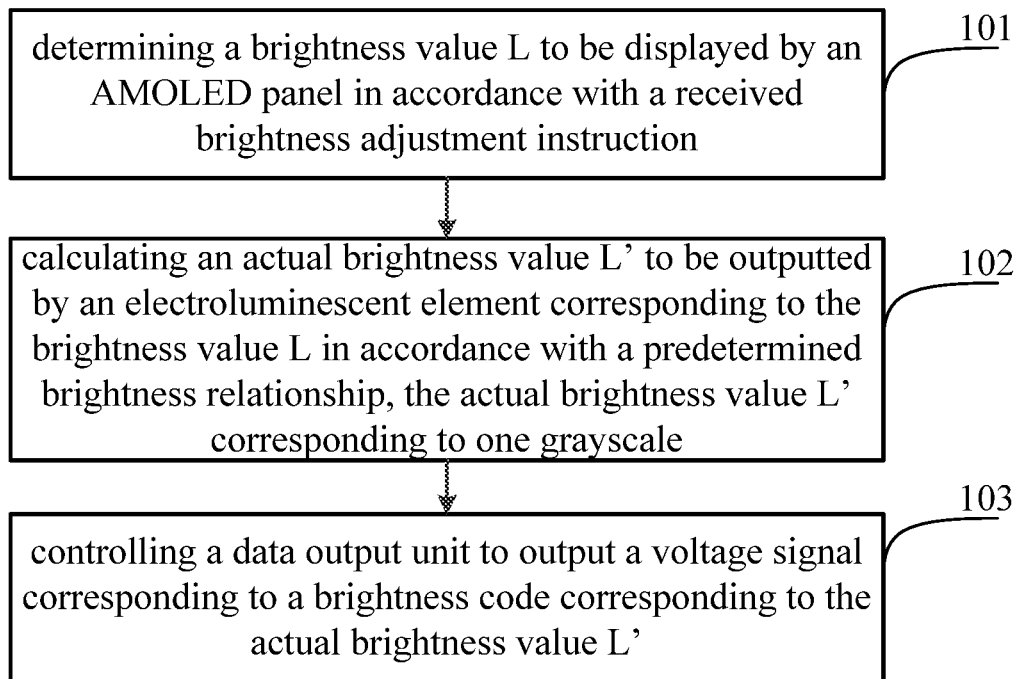 101
determining a brightness value L to be displayed by an
AMOLED panel in accordance with a received
brightness adjustment instruction
102
calculating an actual brightness value L’ to be outputted
by an electroluminescent element corresponding to the
brightness value L in accordance with a predetermined
brightness relationship, the actual brightness value L’
corresponding to one grayscale
103
controlling a data output unit to output a voltage signal
corresponding to a brightness code corresponding to the
actual brightness value L’